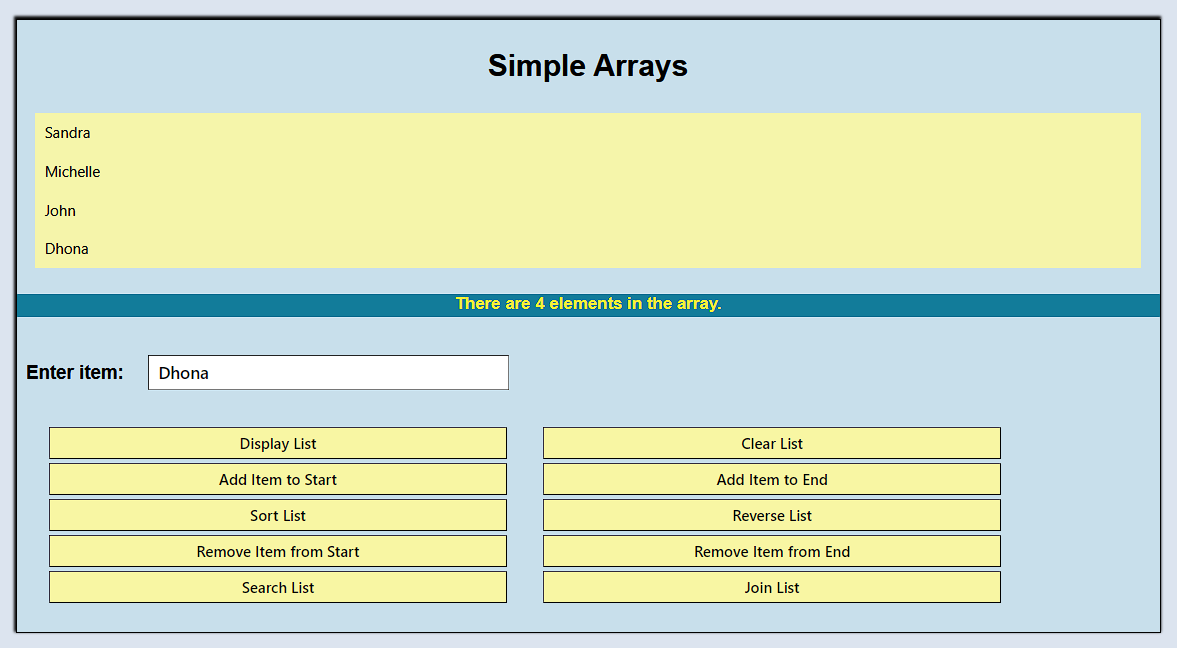 Simple Arrays
Sandra
Michelle
John
Dhona
There are 4 elements in the array.
Enter item: Dhona
Display List Clear List
Add Item to Start Add Item to End
Sort List Reverse List
Remove Item from Start Remove Item from End
Search List Join List